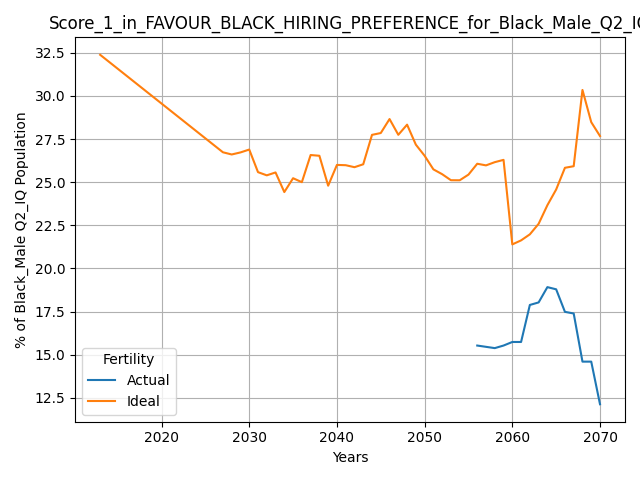 Score_1_in_FAVOUR_BLACK_HIRING_PREFERENCE_for_Black_Male_Q2_IQ
32.5
30.0
27.5
25.0
22.5
20.0
17.5
15.0
12.5
% of Black_Male Q2_IQ Population
Fertility
Actual
Ideal
2020 2030 2040 2050 2060 2070
Years